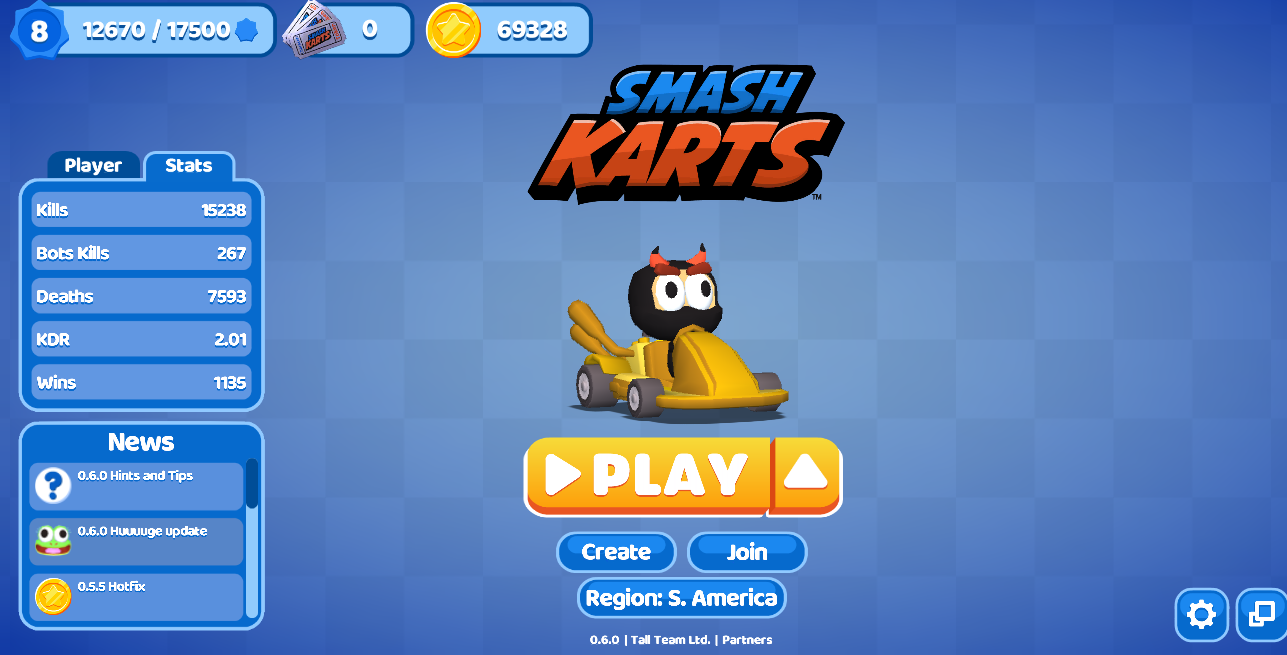 8
12670 / 17500
0
69328
SMASH
KARTS
™
Player
Stats
Kills 15238
Bots Kills 267
Deaths 7593
KDR 2.01
Wins 1135
News
0.6.0 Hints and Tips
0.6.0 Huuuuge update
0.5.5 Hotfix
PLAY
Create
Join
Region: S. America
0.6.0 | Tall Team Ltd. | Partners